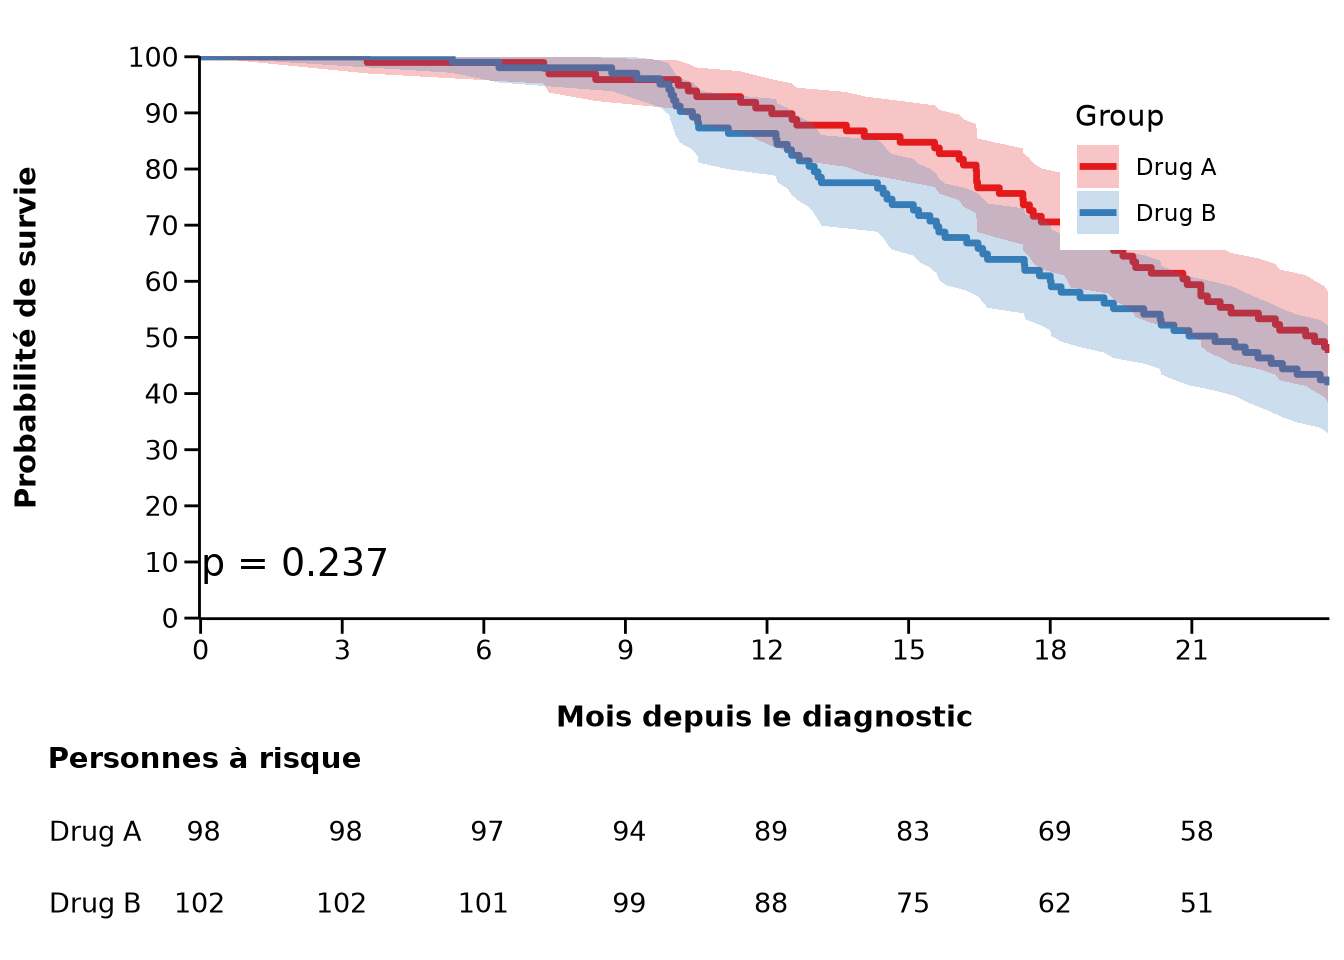 100
90
80
70
60
50
40
30
20
10
0
Probabilité de survie
Group
Drug A
Drug B
p = 0.237
0 3 6 9 12 15 18 21
Mois depuis le diagnostic
Personnes à risque
Drug A 98 98 97 94 89 83 69 58
Drug B 102 102 101 99 88 75 62 51